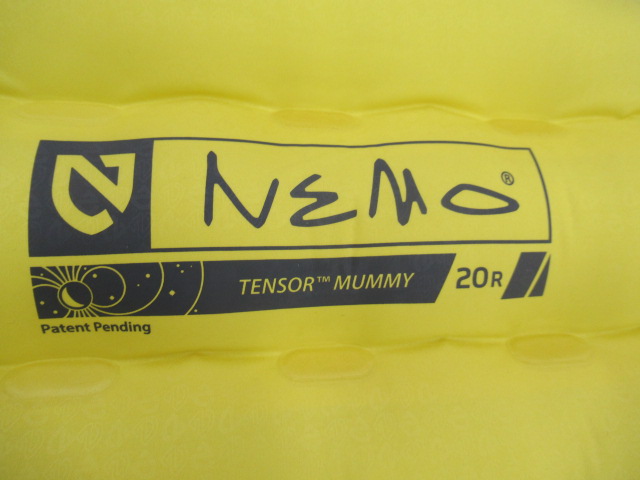 NEMO®
TENSOR™ MUMMY 20R
Patent Pending